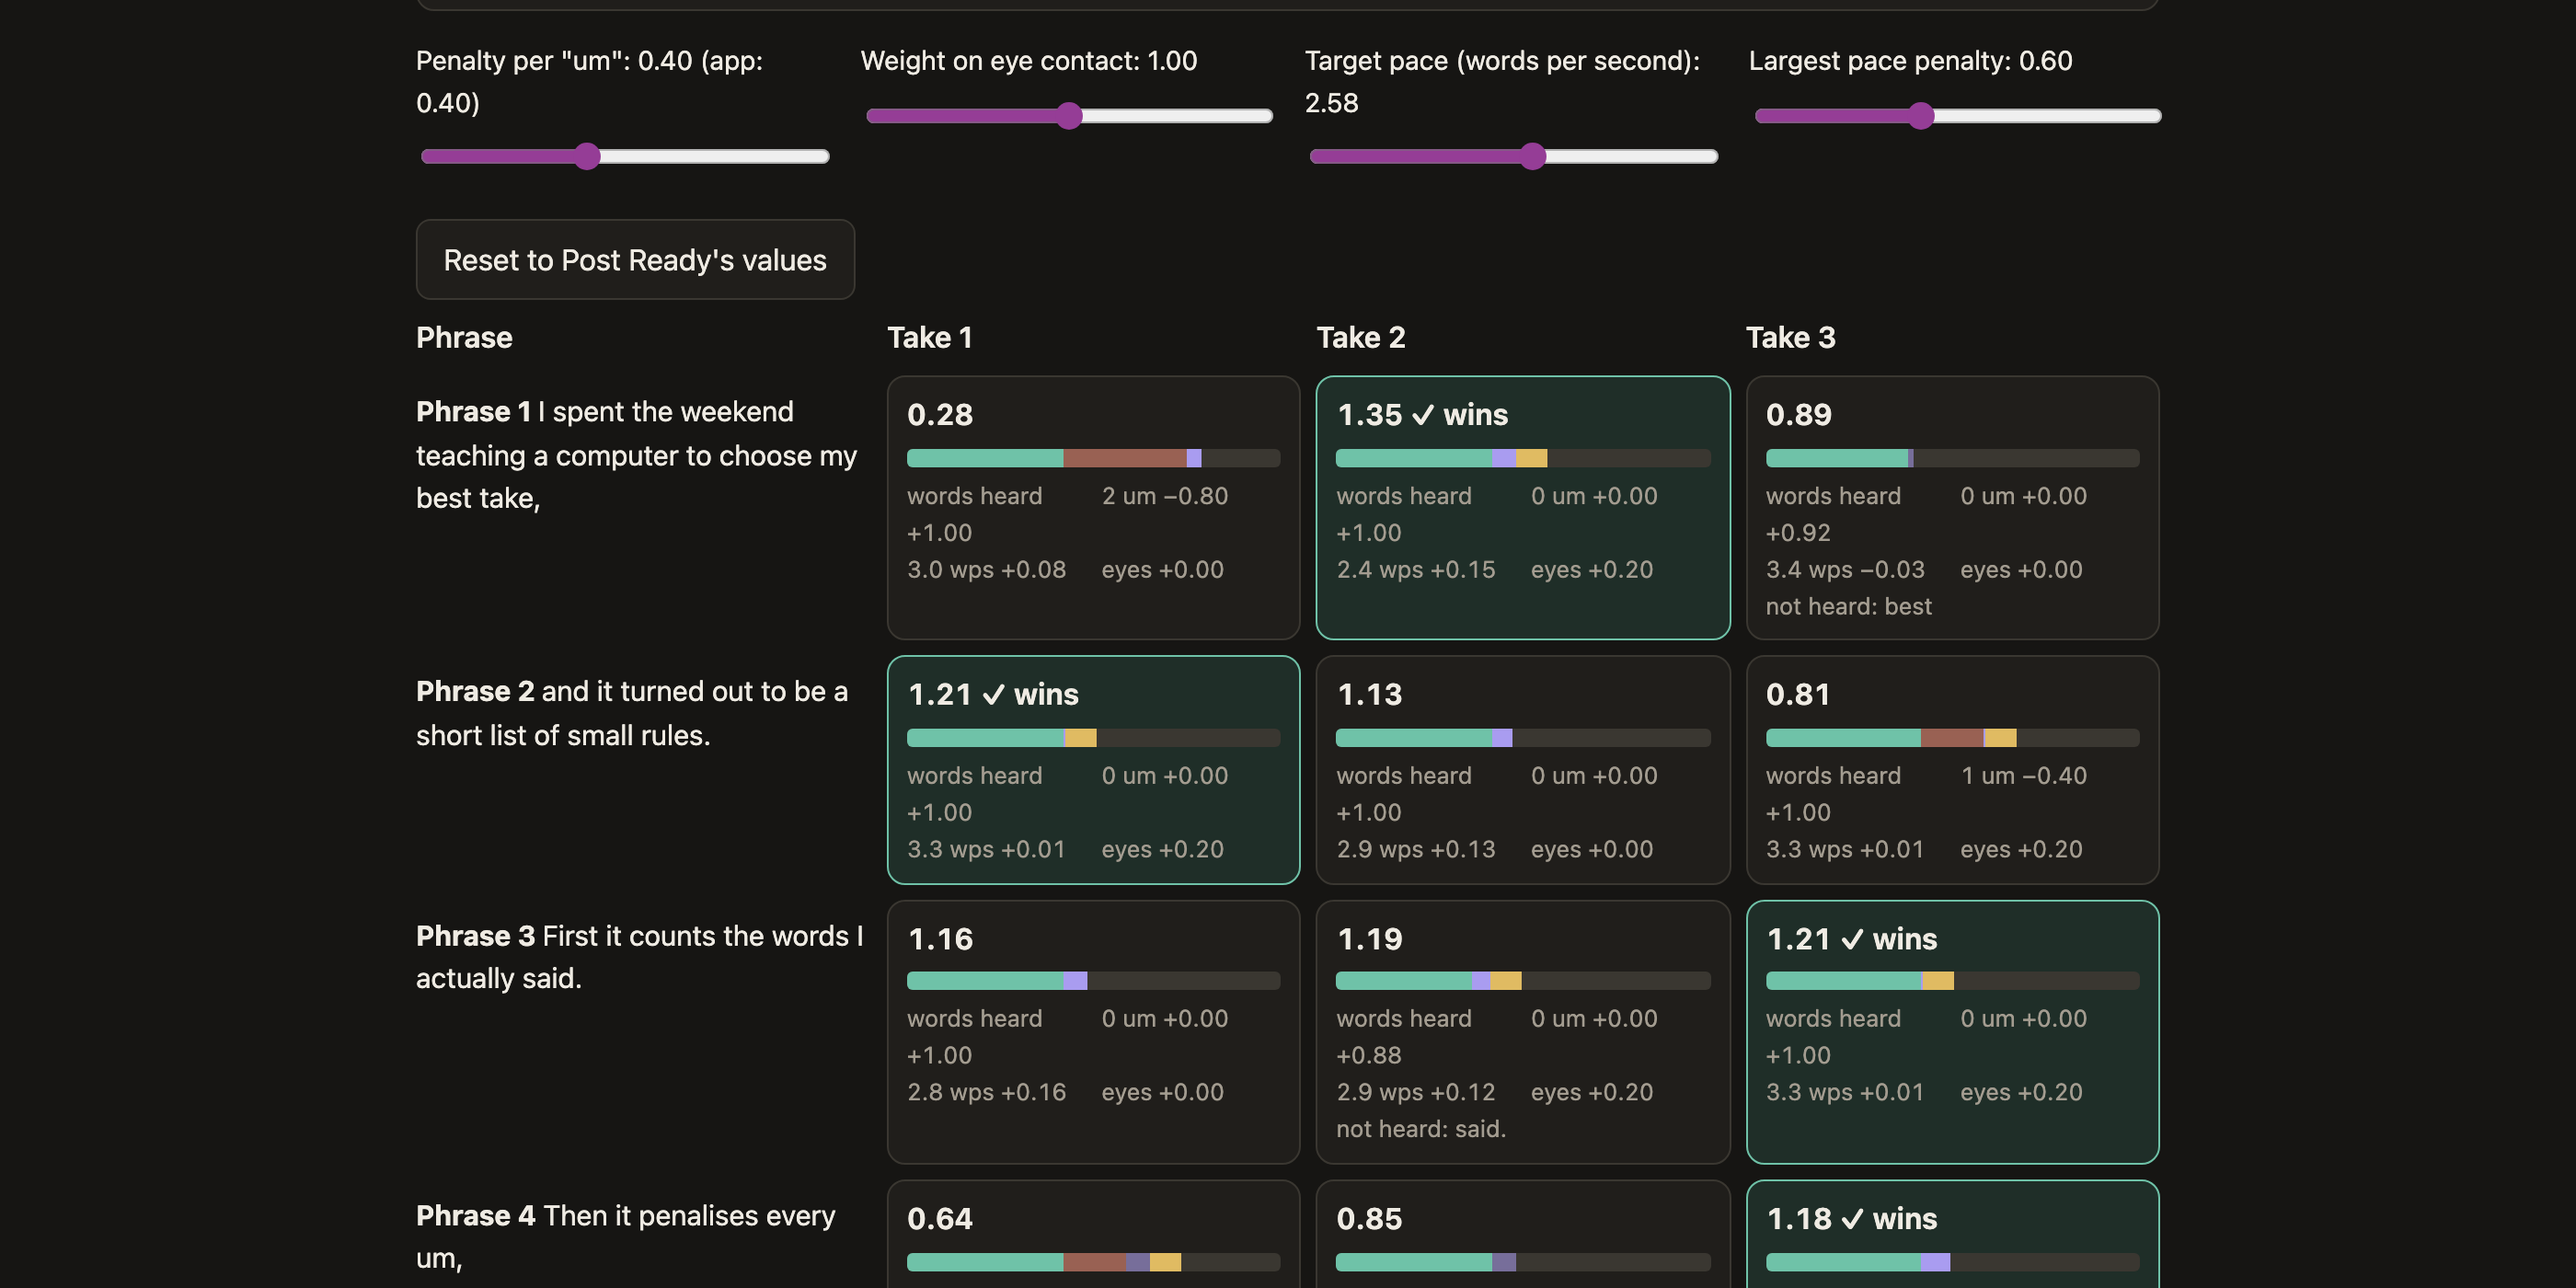 Penalty per "um": 0.40 (app:
0.40)
Weight on eye contact: 1.00
Target pace (words per second):
2.58
Largest pace penalty: 0.60
Reset to Post Ready's values
Phrase
Take 1
Take 2
Take 3
Phrase 1 I spent the weekend
teaching a computer to choose my
best take,
0.28
words heard
+1.00
2 um −0.80
3.0 wps +0.08
eyes +0.00
1.35 ✓ wins
words heard
+1.00
0 um +0.00
2.4 wps +0.15
eyes +0.20
0.89
words heard
+0.92
0 um +0.00
3.4 wps −0.03
eyes +0.00
not heard: best
Phrase 2 and it turned out to be a
short list of small rules.
1.21 ✓ wins
words heard
+1.00
0 um +0.00
3.3 wps +0.01
eyes +0.20
1.13
words heard
+1.00
0 um +0.00
2.9 wps +0.13
eyes +0.00
0.81
words heard
+1.00
1 um −0.40
3.3 wps +0.01
eyes +0.20
Phrase 3 First it counts the words I
actually said.
1.16
words heard
+1.00
0 um +0.00
2.8 wps +0.16
eyes +0.00
1.19
words heard
+0.88
0 um +0.00
2.9 wps +0.12
eyes +0.20
not heard: said.
1.21 ✓ wins
words heard
+1.00
0 um +0.00
3.3 wps +0.01
eyes +0.20
Phrase 4 Then it penalises every
um,
0.64
0.85
1.18 ✓ wins